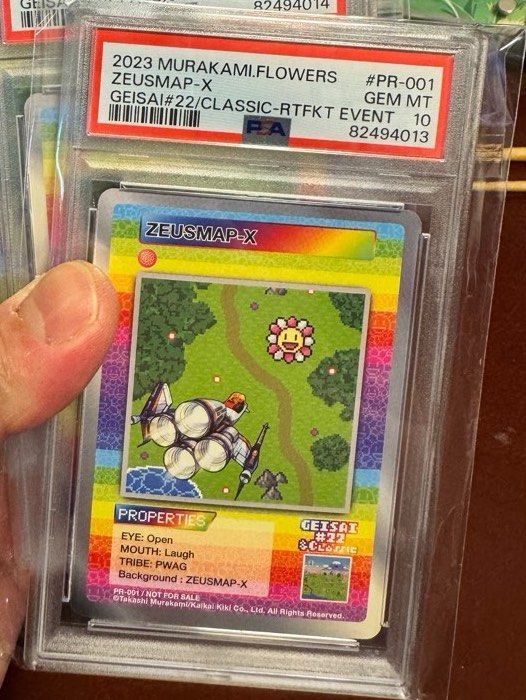 82494014
2023 MURAKAMI.FLOWERS #PR-001
ZEUSMAP-X GEM MT
GEISAI#22/CLASSIC-RTFKT EVENT 10
PSA 82494013
ZEUSMAP-X
PROPERTIES
EYE: Open
MOUTH: Laugh
TRIBE: PWAG
Background : ZEUSMAP-X
GEISAI
#22
Classic
PR-001 / NOT FOR SALE
©Takashi Murakami/Kaikai Kiki Co., Ltd. All Rights Reserved.